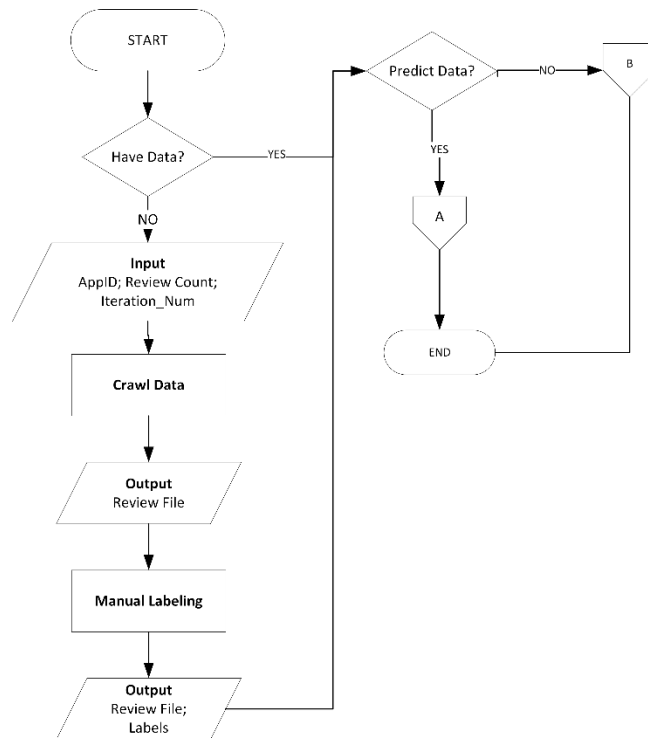 START
Have Data?
YES
NO
Input
AppID; Review Count;
Iteration_Num
Crawl Data
Output
Review File
Manual Labeling
Output
Review File;
Labels
Predict Data?
NO
B
YES
A
END